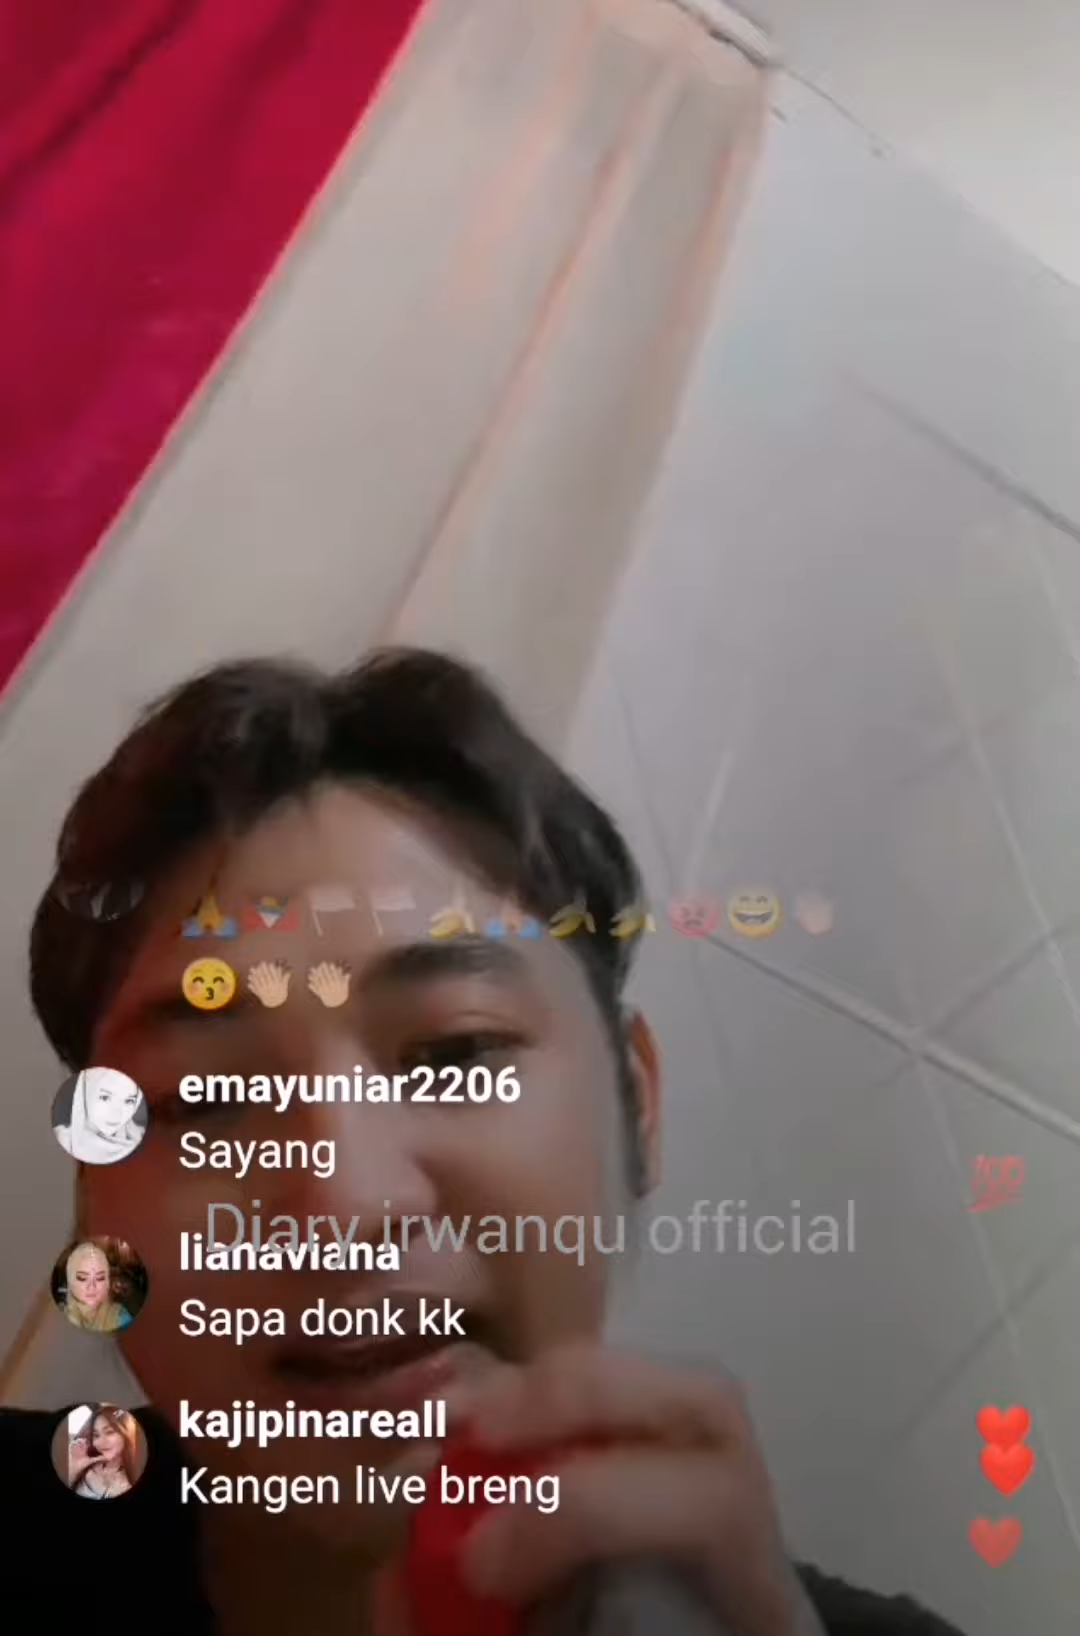 🙏🇦🇬🏳🏳🍌🙏🍌🍌😡😄👏🏻
😚👏🏻👏🏻
emayuniar2206
Sayang
Diary irwanqu official
lianaviana
Sapa donk kk
kajipinareall
Kangen live breng
💯